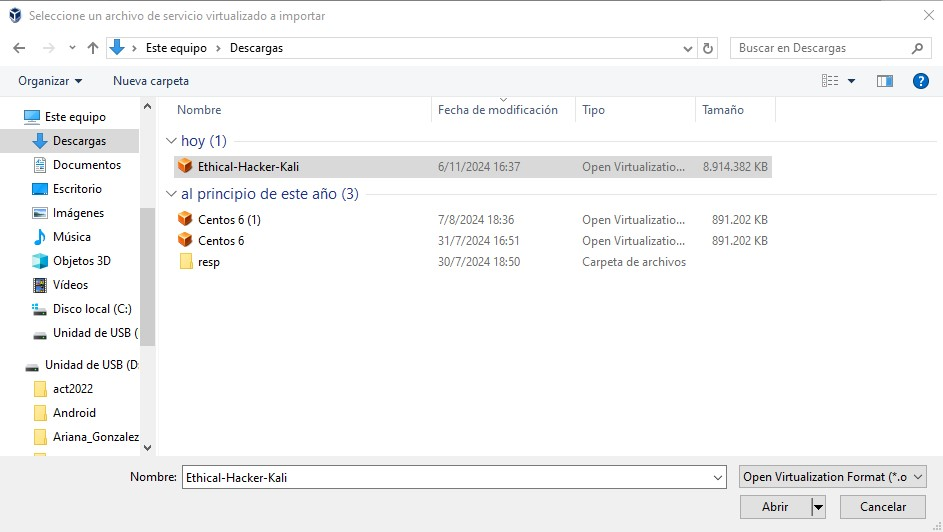 Seleccione un archivo de servicio virtualizado a importar
Este equipo > Descargas
Buscar en Descargas
Organizar
Nueva carpeta
Nombre
Fecha de modificación
Tipo
Tamaño
Este equipo
Descargas
Documentos
Escritorio
Imágenes
Música
Objetos 3D
Vídeos
Disco local (C:)
Unidad de USB (
Unidad de USB (D:
act2022
Android
Ariana_Gonzalez
hoy (1)
Ethical-Hacker-Kali 6/11/2024 16:37 Open Virtualizatio... 8.914.382 KB
al principio de este año (3)
Centos 6 (1) 7/8/2024 18:36 Open Virtualizatio... 891.202 KB
Centos 6 31/7/2024 16:51 Open Virtualizatio... 891.202 KB
resp 30/7/2024 18:50 Carpeta de archivos
Nombre: Ethical-Hacker-Kali
Open Virtualization Format (*.o
Abrir
Cancelar